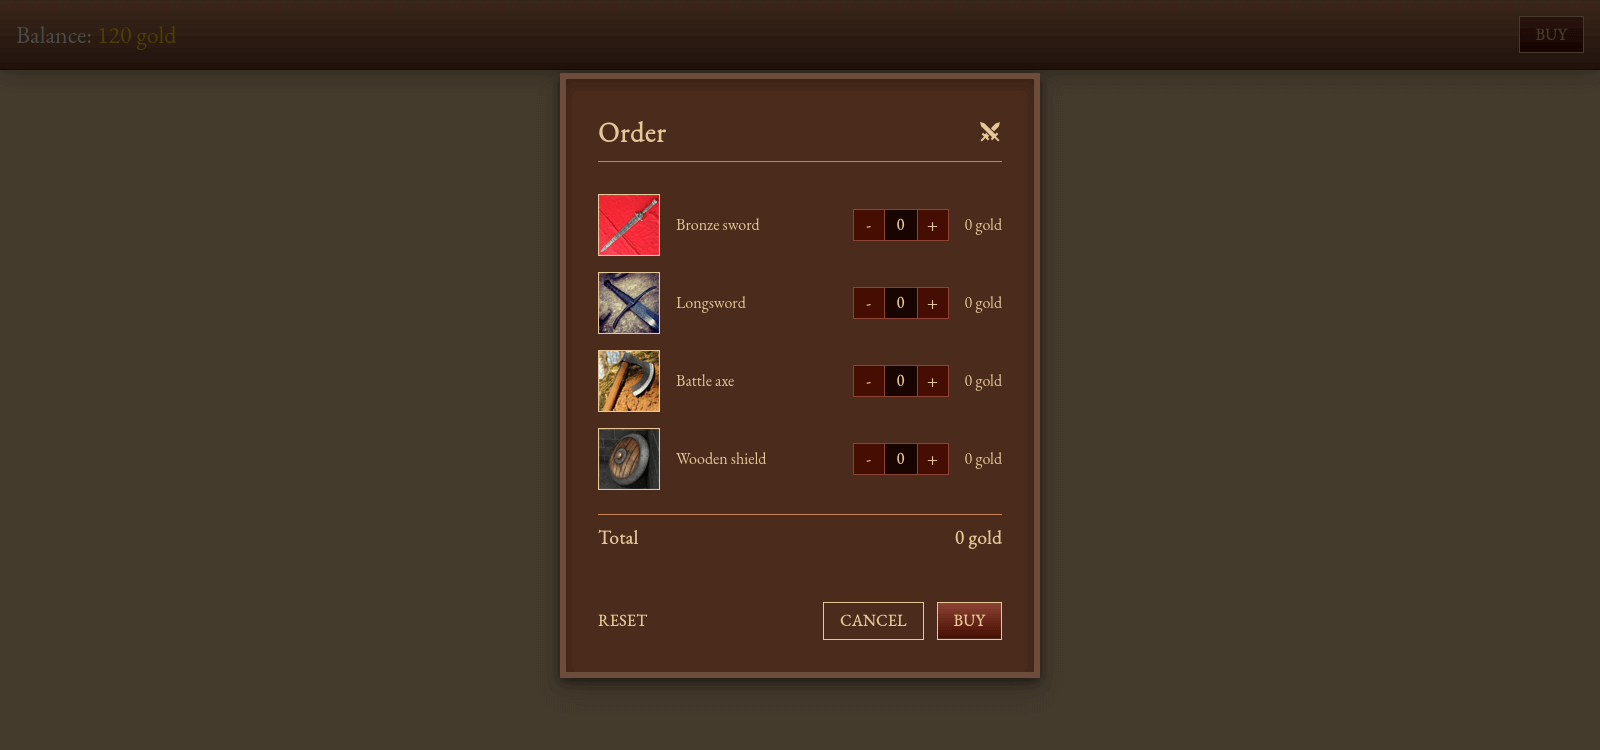 Balance: 120 gold BUY
Order
Bronze sword - 0 + 0 gold
Longsword - 0 + 0 gold
Battle axe - 0 + 0 gold
Wooden shield - 0 + 0 gold
Total 0 gold
RESET CANCEL BUY